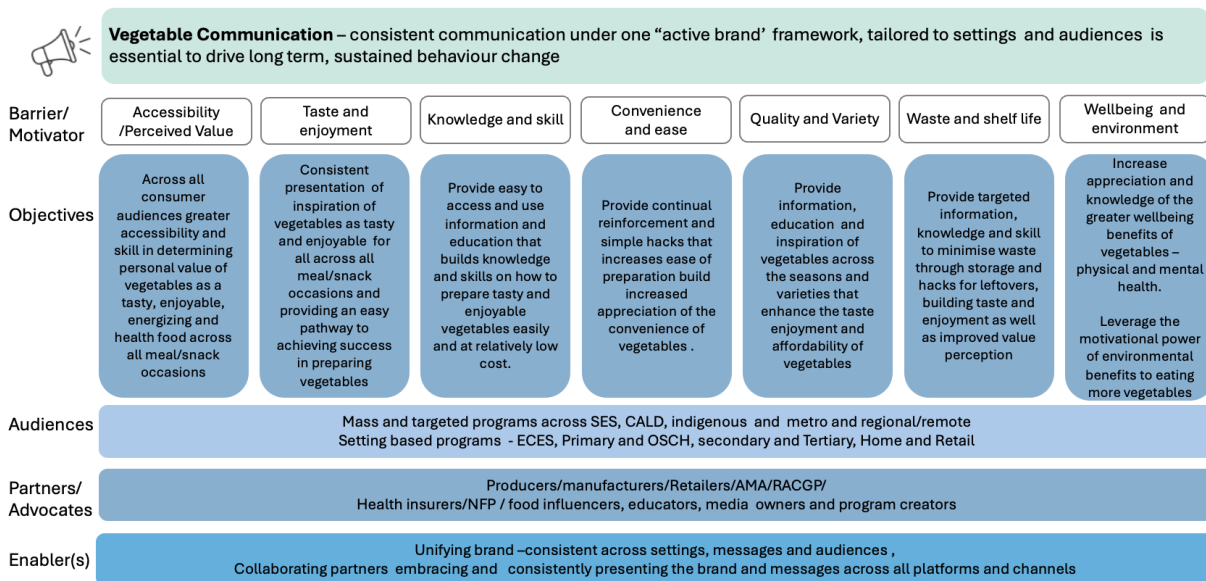 Vegetable Communication – consistent communication under one “active brand’ framework, tailored to settings and audiences is
essential to drive long term, sustained behaviour change
Barrier/
Motivator
Accessibility
/Perceived Value
Taste and
enjoyment
Knowledge and skill
Convenience
and ease
Quality and Variety
Waste and shelf life
Wellbeing and
environment
Objectives
Across all
consumer
audiences greater
accessibility and
skill in determining
personal value of
vegetables as a
tasty, enjoyable,
energizing and
health food across
all meal/snack
occasions
Consistent
presentation of
inspiration of
vegetables as tasty
and enjoyable for
all across all
meal/snack
occasions and
providing an easy
pathway to
achieving success
in preparing
vegetables
Provide easy to
access and use
information and
education that
builds knowledge
and skills on how to
prepare tasty and
enjoyable
vegetables easily
and at relatively low
cost.
Provide continual
reinforcement and
simple hacks that
increases ease of
preparation build
increased
appreciation of the
convenience of
vegetables .
Provide
information,
education and
inspiration of
vegetables across
the seasons and
varieties that
enhance the taste
enjoyment and
affordability of
vegetables
Provide targeted
information,
knowledge and skill
to minimise waste
through storage and
hacks for leftovers,
building taste and
enjoyment as well
as improved value
perception
Increase
appreciation and
knowledge of the
greater wellbeing
benefits of
vegetables –
physical and mental
health.
Leverage the
motivational power
of environmental
benefits to eating
more vegetables
Audiences
Mass and targeted programs across SES, CALD, indigenous and metro and regional/remote
Setting based programs - ECES, Primary and OSCH, secondary and Tertiary, Home and Retail
Partners/
Advocates
Producers/manufacturers/Retailers/AMA/RACGP/
Health insurers/NFP / food influencers, educators, media owners and program creators
Enabler(s)
Unifying brand –consistent across settings, messages and audiences ,
Collaborating partners embracing and consistently presenting the brand and messages across all platforms and channels